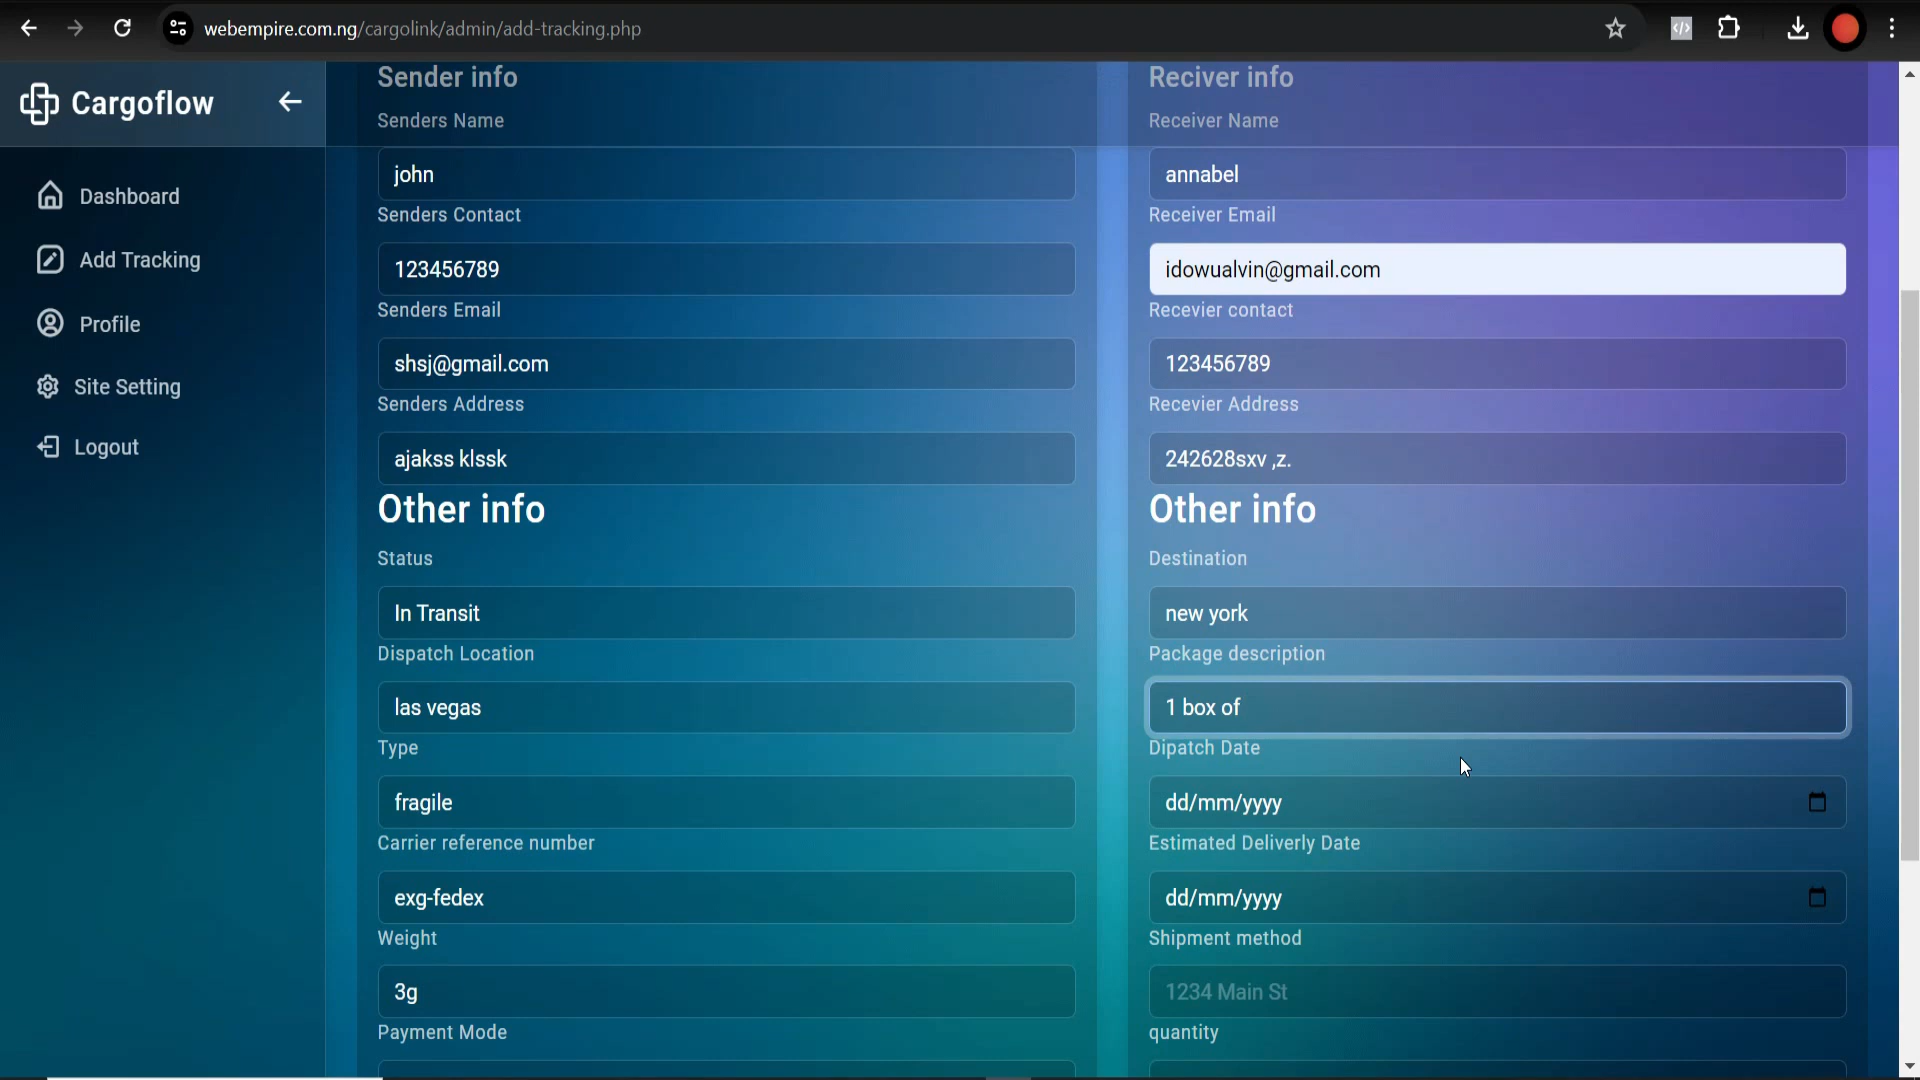 webempire.com.ng/cargolink/admin/add-tracking.php
Cargoflow
Dashboard
Add Tracking
Profile
Site Setting
Logout
Sender info
Senders Name
john
Senders Contact
123456789
Senders Email
shsj@gmail.com
Senders Address
ajakss klssk
Other info
Status
In Transit
Dispatch Location
las vegas
Type
fragile
Carrier reference number
exg-fedex
Weight
3g
Payment Mode
Reciver info
Receiver Name
annabel
Receiver Email
idowualvin@gmail.com
Recevier contact
123456789
Recevier Address
242628sxv ,z.
Other info
Destination
new york
Package description
1 box of
Dipatch Date
dd/mm/yyyy
Estimated Deliverly Date
dd/mm/yyyy
Shipment method
1234 Main St
quantity